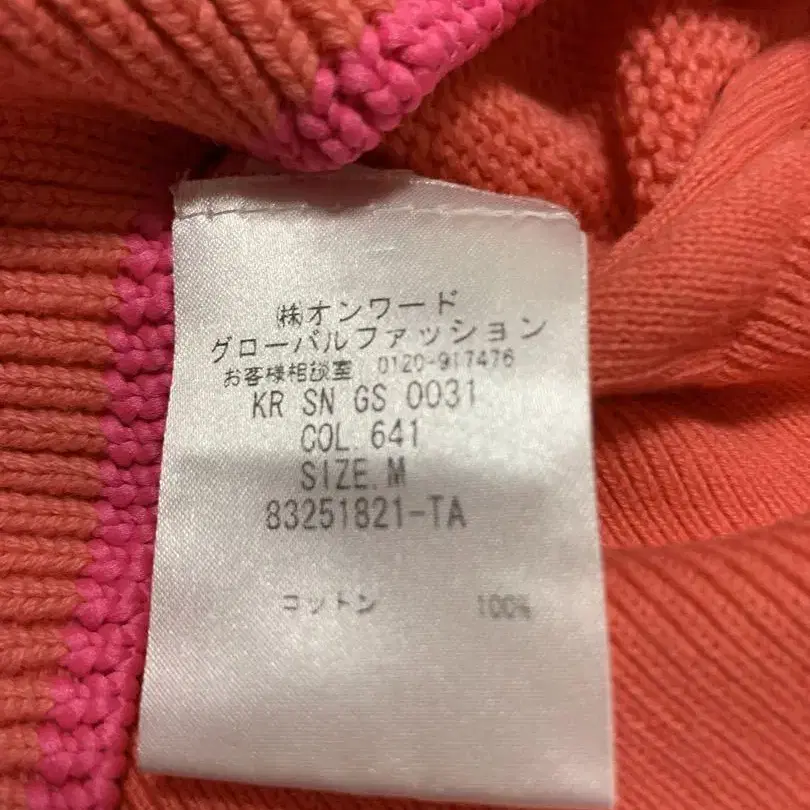 ㈱オンワード
グローバルファッション
お客様相談室 0120-917476
KR SN GS 0031
COL. 641
SIZE. M
83251821-TA
コットン 100%